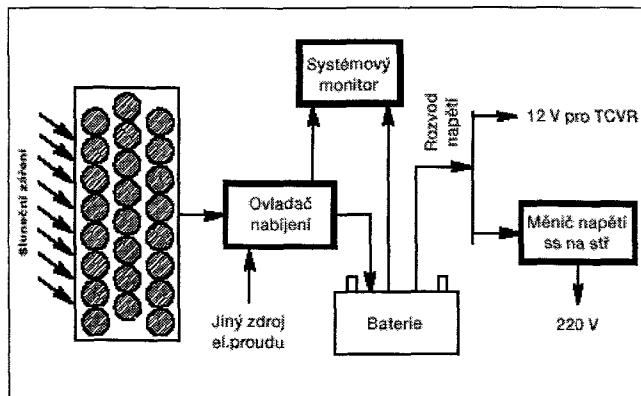 Sluneční záření
Systémový
monitor
Ovladač
nabíjení
Jiný zdroj
el.proudu
Baterie
Rozvod
napětí
12 V pro TCVR
Měnič napětí
ss na stř
220 V